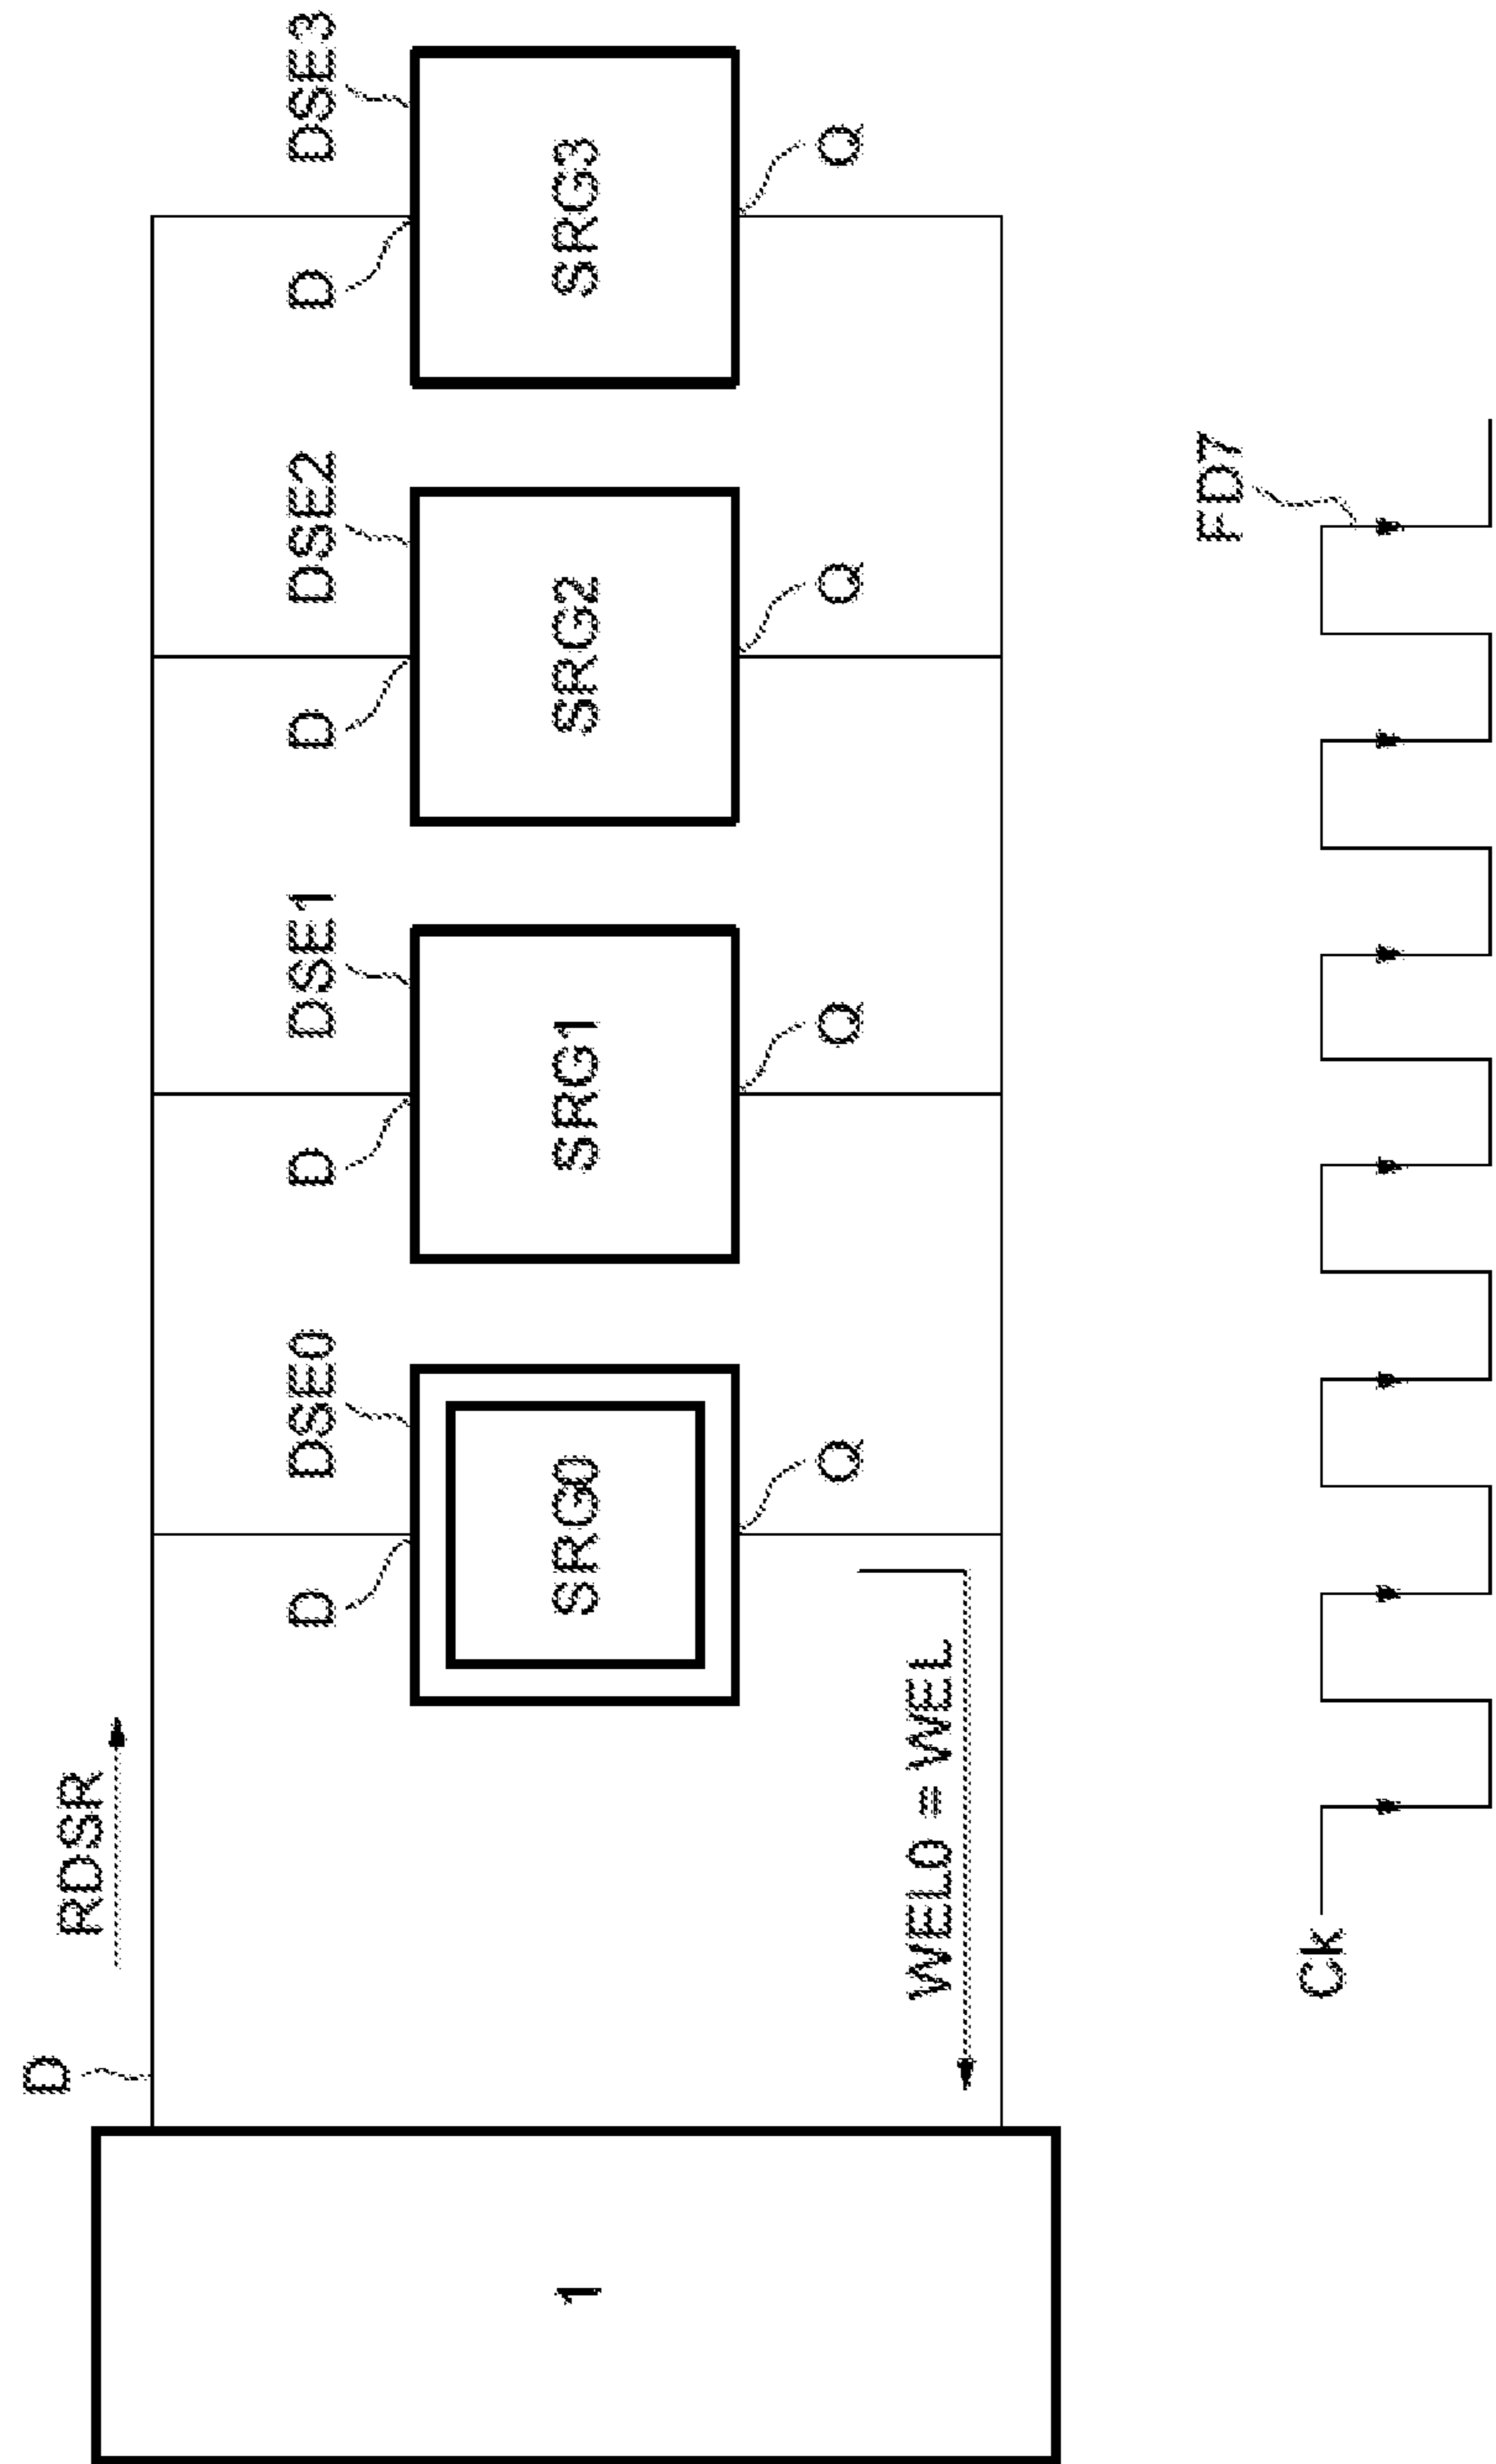 D
RDSR
D
DSE0
D
DSE1
D
DSE2
D
DSE3
1
SRG0
SRG1
SRG2
SRG3
Q
Q
Q
Q
WEL0 = WEL
FD7
Ck